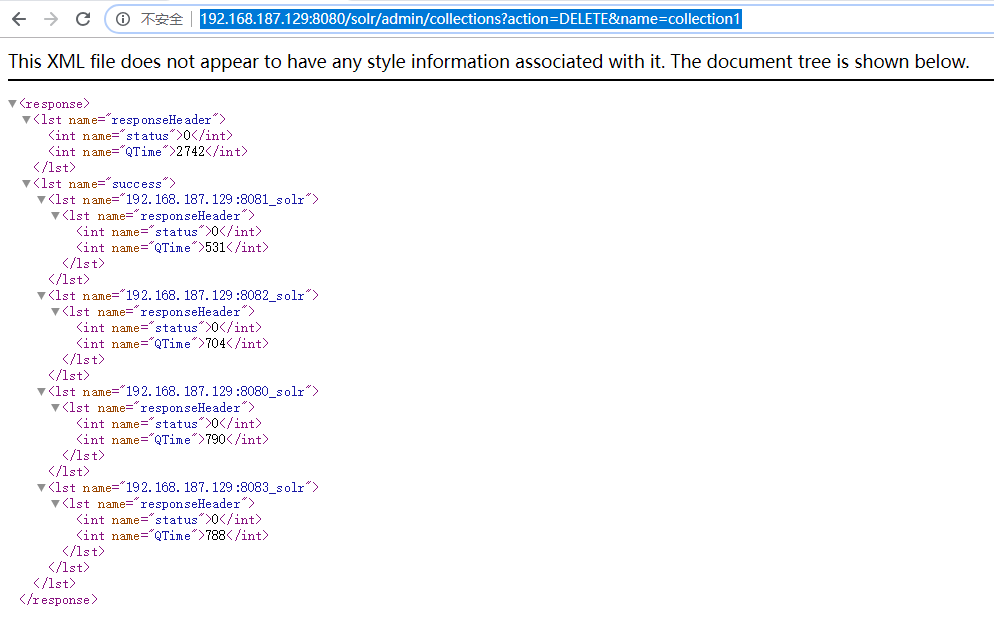 不安全 192.168.187.129:8080/solr/admin/collections?action=DELETE&name=collection1
This XML file does not appear to have any style information associated with it. The document tree is shown below.
▼<response>
▼<lst name="responseHeader">
<int name="status">0</int>
<int name="QTime">2742</int>
</lst>
▼<lst name="success">
▼<lst name="192.168.187.129:8081_solr">
▼<lst name="responseHeader">
<int name="status">0</int>
<int name="QTime">531</int>
</lst>
</lst>
▼<lst name="192.168.187.129:8082_solr">
▼<lst name="responseHeader">
<int name="status">0</int>
<int name="QTime">704</int>
</lst>
</lst>
▼<lst name="192.168.187.129:8080_solr">
▼<lst name="responseHeader">
<int name="status">0</int>
<int name="QTime">790</int>
</lst>
</lst>
▼<lst name="192.168.187.129:8083_solr">
▼<lst name="responseHeader">
<int name="status">0</int>
<int name="QTime">788</int>
</lst>
</lst>
</lst>
</response>